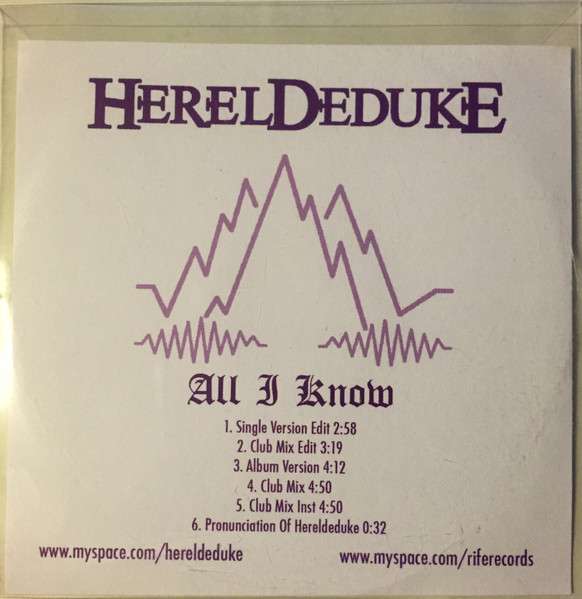 HERELDEDUKE
All I Know
1. Single Version Edit 2:58
2. Club Mix Edit 3:19
3. Album Version 4:12
4. Club Mix 4:50
5. Club Mix Inst 4:50
6. Pronunciation Of Hereldeduke 0:32
www.myspace.com/hereldeduke www.myspace.com/riferecords